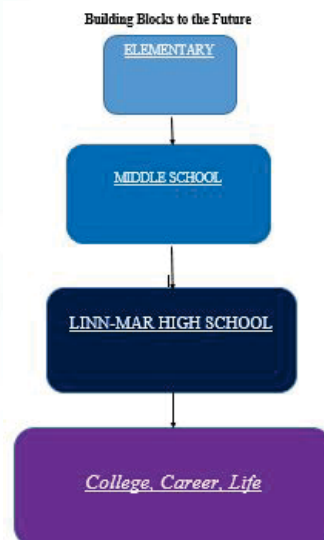 Building Blocks to the Future
ELEMENTARY
MIDDLE SCHOOL
LINN-MAR HIGH SCHOOL
College, Career, Life